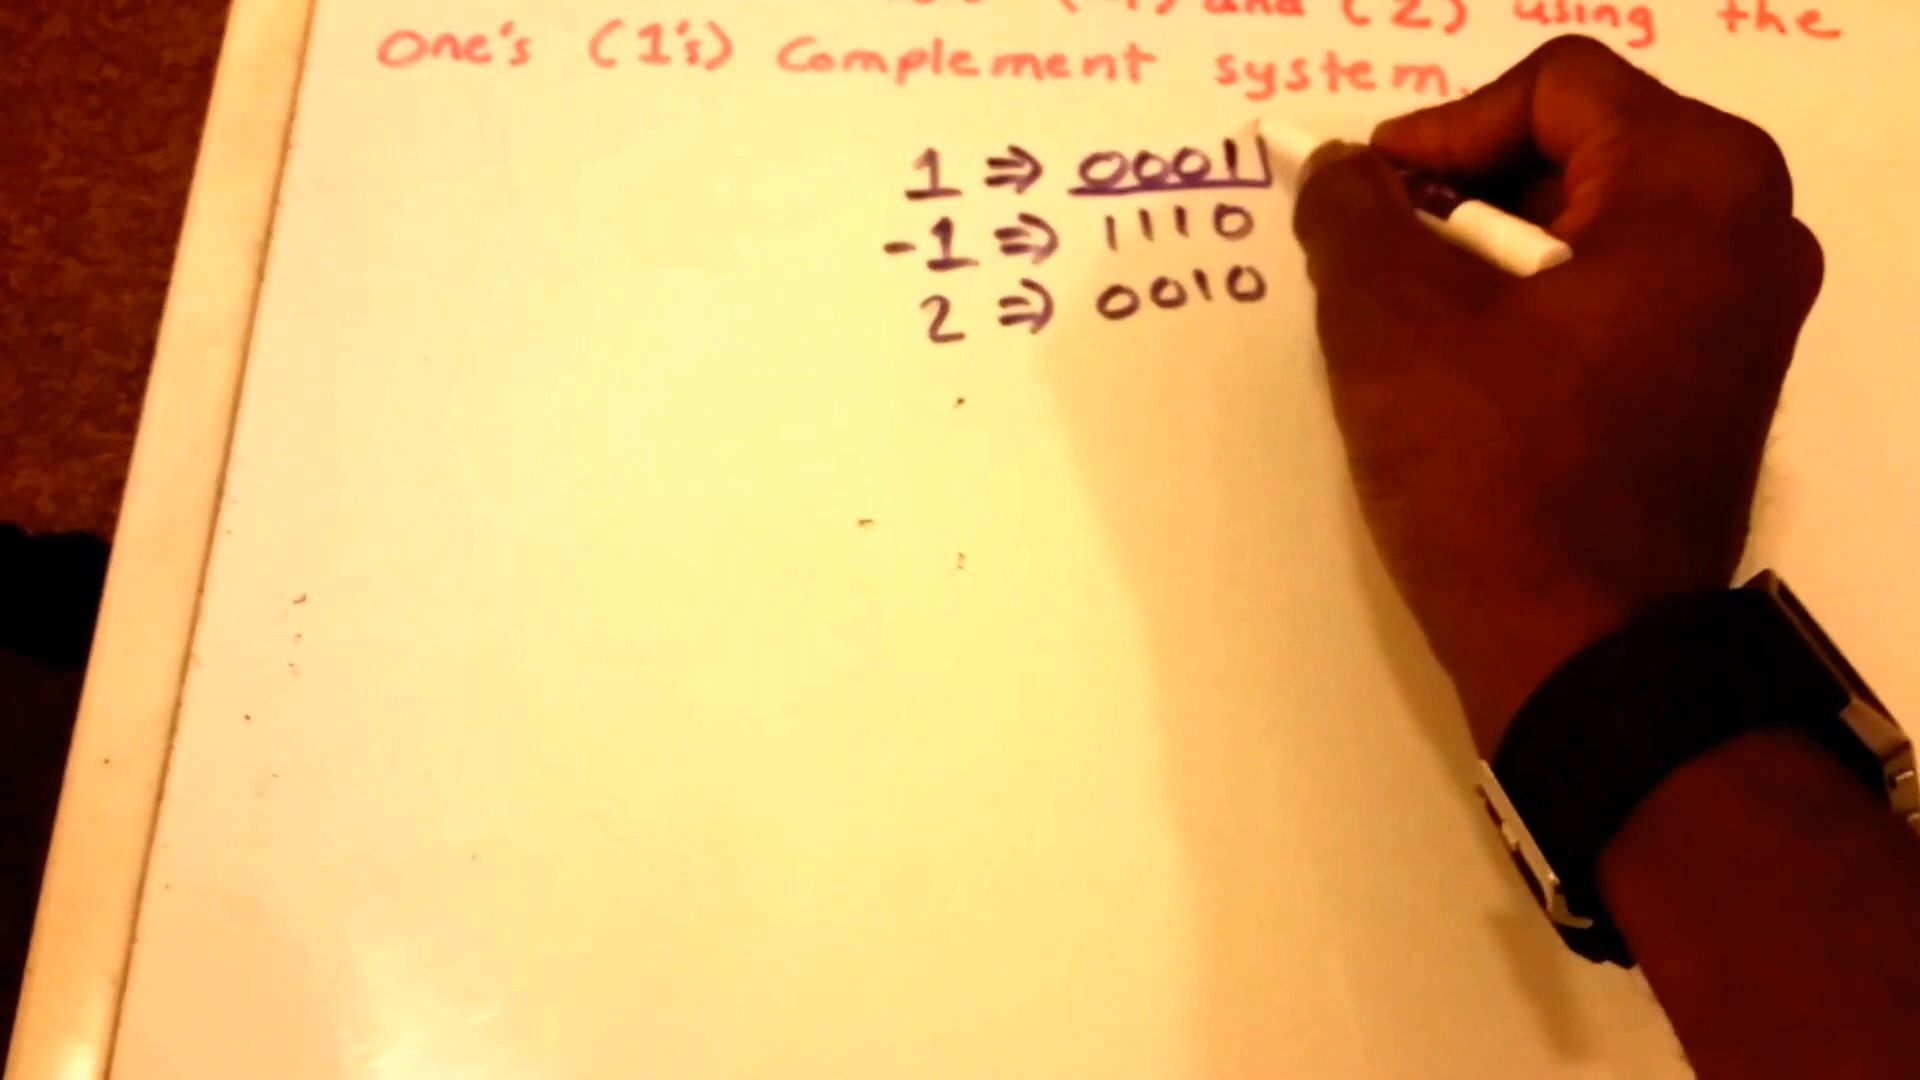 and (2) using the
One's (1's) Complement system.
1 ⇒ 0001
-1 ⇒ 1110
2 ⇒ 0010